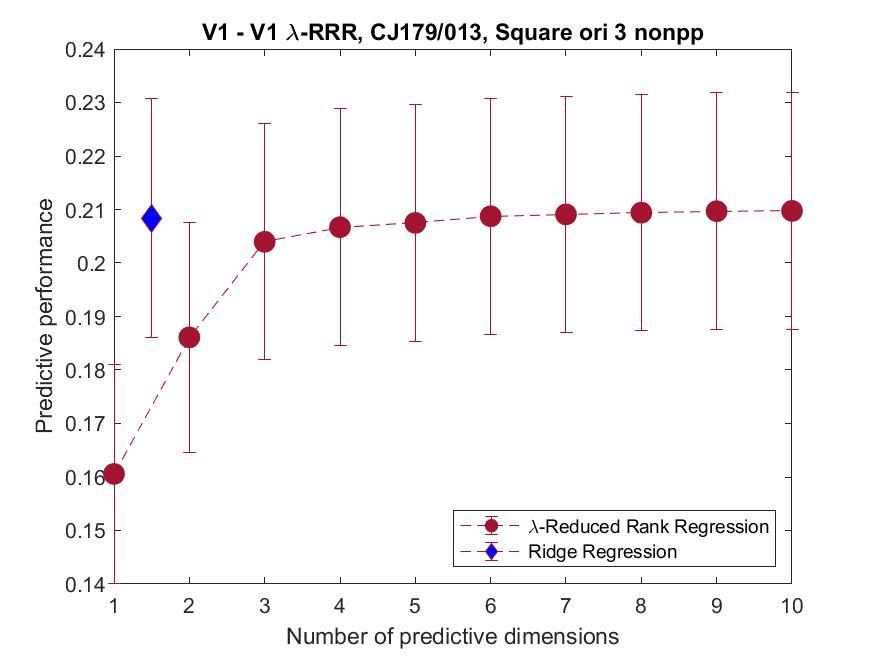 V1 - V1 λ-RRR, CJ179/013, Square ori 3 nonpp
0.24
0.23
0.22
0.21
0.2
0.19
0.18
0.17
0.16
0.15
0.14
Predictive performance
λ-Reduced Rank Regression
Ridge Regression
1 2 3 4 5 6 7 8 9 10
Number of predictive dimensions